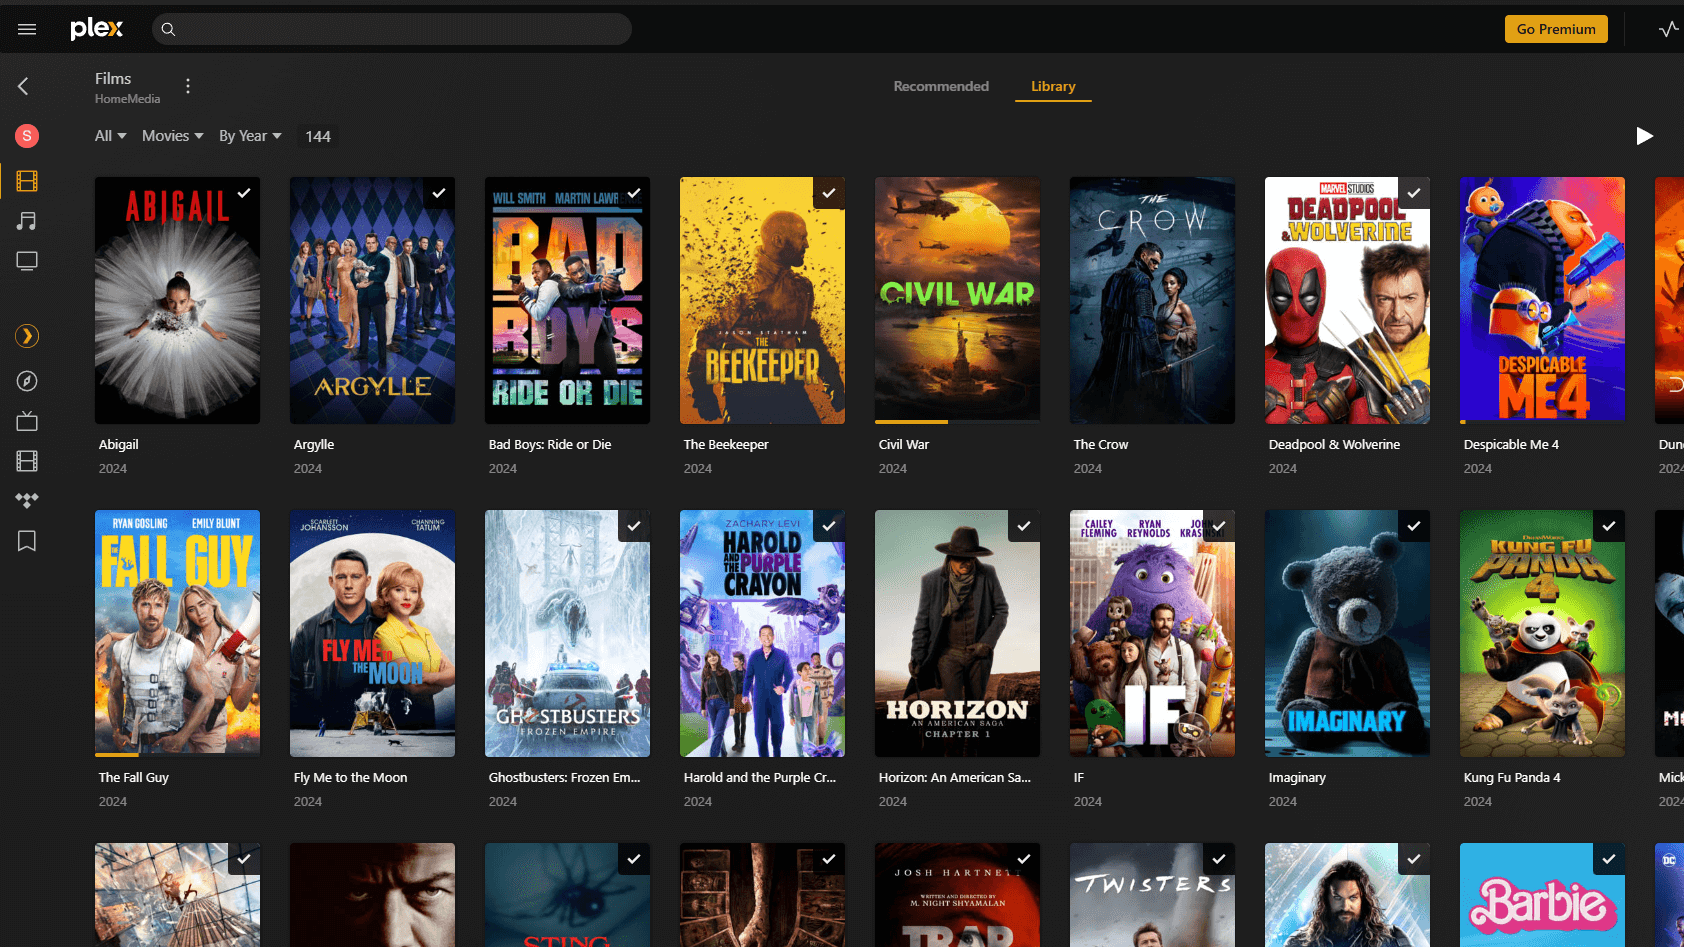 plex
Go Premium
Films
HomeMedia
Recommended
Library
S
All
Movies
By Year
144
ABIGAIL
ARGYLLE
WILL SMITH MARTIN LAWRENCE
BAD
BOYS
RIDE OR DIE
JASON STATHAM
THE
BEEKEEPER
CIVIL WAR
THE
CROW
MARVEL STUDIOS
DEADPOOL
& WOLVERINE
DESPICABLE
ME 4
Abigail
Argylle
Bad Boys: Ride or Die
The Beekeeper
Civil War
The Crow
Deadpool & Wolverine
Despicable Me 4
Dun
2024
2024
2024
2024
2024
2024
2024
2024
2024
RYAN GOSLING EMILY BLUNT
THE
FALL GUY
SCARLETT
JOHANSSON
CHANNING
TATUM
FLY ME TO
THE MOON
GHOSTBUSTERS
FROZEN EMPIRE
ZACHARY LEVI
HAROLD
AND THE PURPLE
CRAYON
HORIZON
AN AMERICAN SAGA
CHAPTER 1
CAILEY
FLEMING
RYAN
REYNOLDS
JOHN
KRASINSKI
IF
IMAGINARY
DREAMWORKS
KUNG FU
PANDA
4
The Fall Guy
Fly Me to the Moon
Ghostbusters: Frozen Em...
Harold and the Purple Cr...
Horizon: An American Sa...
IF
Imaginary
Kung Fu Panda 4
Mick
2024
2024
2024
2024
2024
2024
2024
2024
2024
STING
JOSH HARTNETT
WRITTEN AND DIRECTED BY
M. NIGHT SHYAMALAN
TRAP
TWISTERS
Barbie
DC